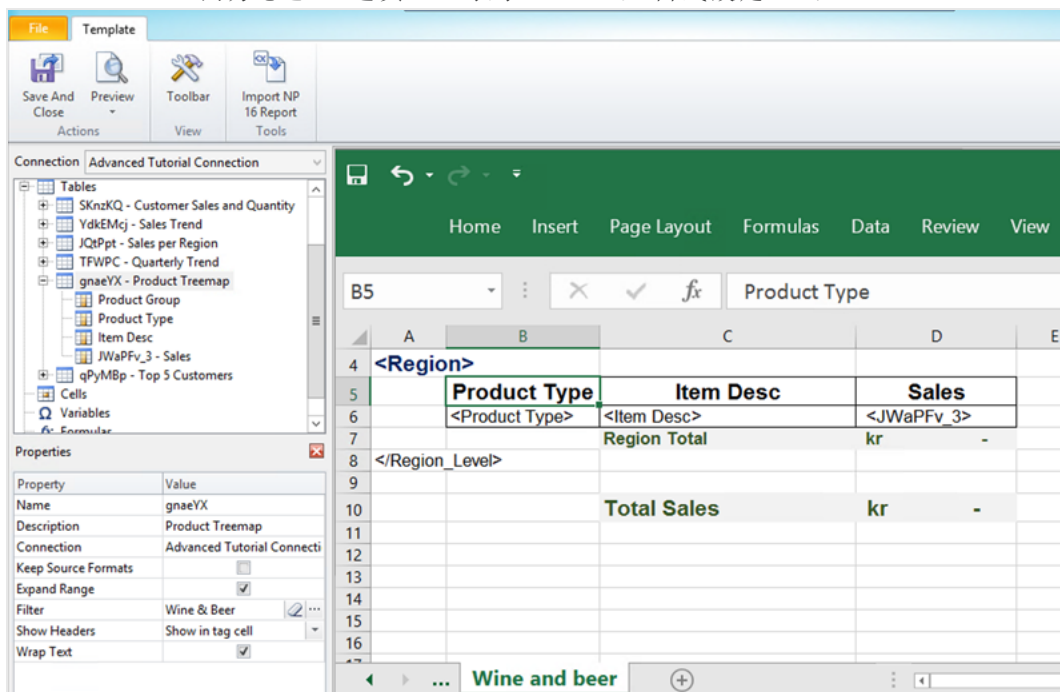 File Template
Save And Close
Preview
Toolbar
Import NP 16 Report
Actions View Tools
Connection Advanced Tutorial Connection
Tables
SKnzKQ - Customer Sales and Quantity
YdkEMcj - Sales Trend
JQtPpt - Sales per Region
TFWPC - Quarterly Trend
gnaeYX - Product Treemap
Product Group
Product Type
Item Desc
JWaPFv_3 - Sales
qPyMBp - Top 5 Customers
Cells
Variables
Formulas
Properties
Property Value
Name gnaeYX
Description Product Treemap
Connection Advanced Tutorial Connecti
Keep Source Formats
Expand Range
Filter Wine & Beer
Show Headers Show in tag cell
Wrap Text
Home Insert Page Layout Formulas Data Review View
B5 fx Product Type
A B C D E
4 <Region>
5 Product Type Item Desc Sales
6 <Product Type> <Item Desc> <JWaPFv_3>
7 Region Total kr -
8 </Region_Level>
9
10 Total Sales kr -
11
12
13
14
15
16
... Wine and beer